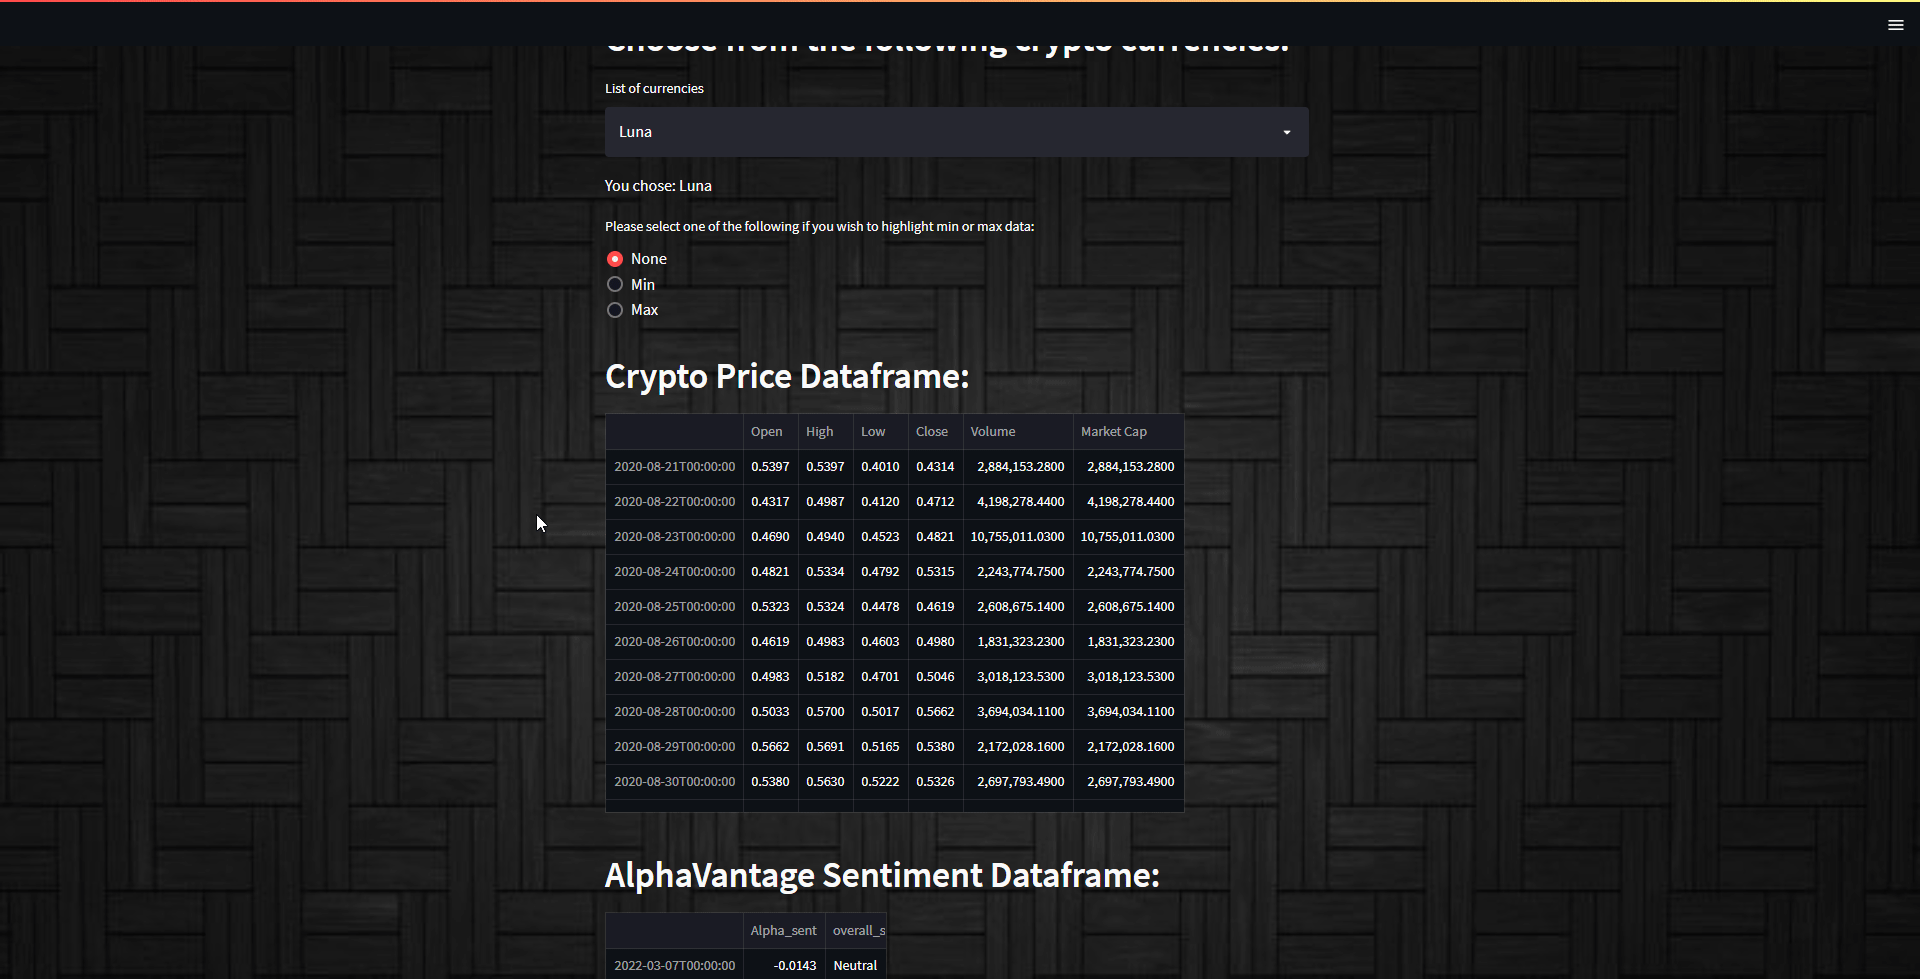 Choose from the following crypto currencies:
List of currencies
Luna
You chose: Luna
Please select one of the following if you wish to highlight min or max data:
None
Min
Max
Crypto Price Dataframe:
Open High Low Close Volume Market Cap
2020-08-21T00:00:00 0.5397 0.5397 0.4010 0.4314 2,884,153.2800 2,884,153.2800
2020-08-22T00:00:00 0.4317 0.4987 0.4120 0.4712 4,198,278.4400 4,198,278.4400
2020-08-23T00:00:00 0.4690 0.4940 0.4523 0.4821 10,755,011.0300 10,755,011.0300
2020-08-24T00:00:00 0.4821 0.5334 0.4792 0.5315 2,243,774.7500 2,243,774.7500
2020-08-25T00:00:00 0.5323 0.5324 0.4478 0.4619 2,608,675.1400 2,608,675.1400
2020-08-26T00:00:00 0.4619 0.4983 0.4603 0.4980 1,831,323.2300 1,831,323.2300
2020-08-27T00:00:00 0.4983 0.5182 0.4701 0.5046 3,018,123.5300 3,018,123.5300
2020-08-28T00:00:00 0.5033 0.5700 0.5017 0.5662 3,694,034.1100 3,694,034.1100
2020-08-29T00:00:00 0.5662 0.5691 0.5165 0.5380 2,172,028.1600 2,172,028.1600
2020-08-30T00:00:00 0.5380 0.5630 0.5222 0.5326 2,697,793.4900 2,697,793.4900
AlphaVantage Sentiment Dataframe:
Alpha_sent overall_s
2022-03-07T00:00:00 -0.0143 Neutral